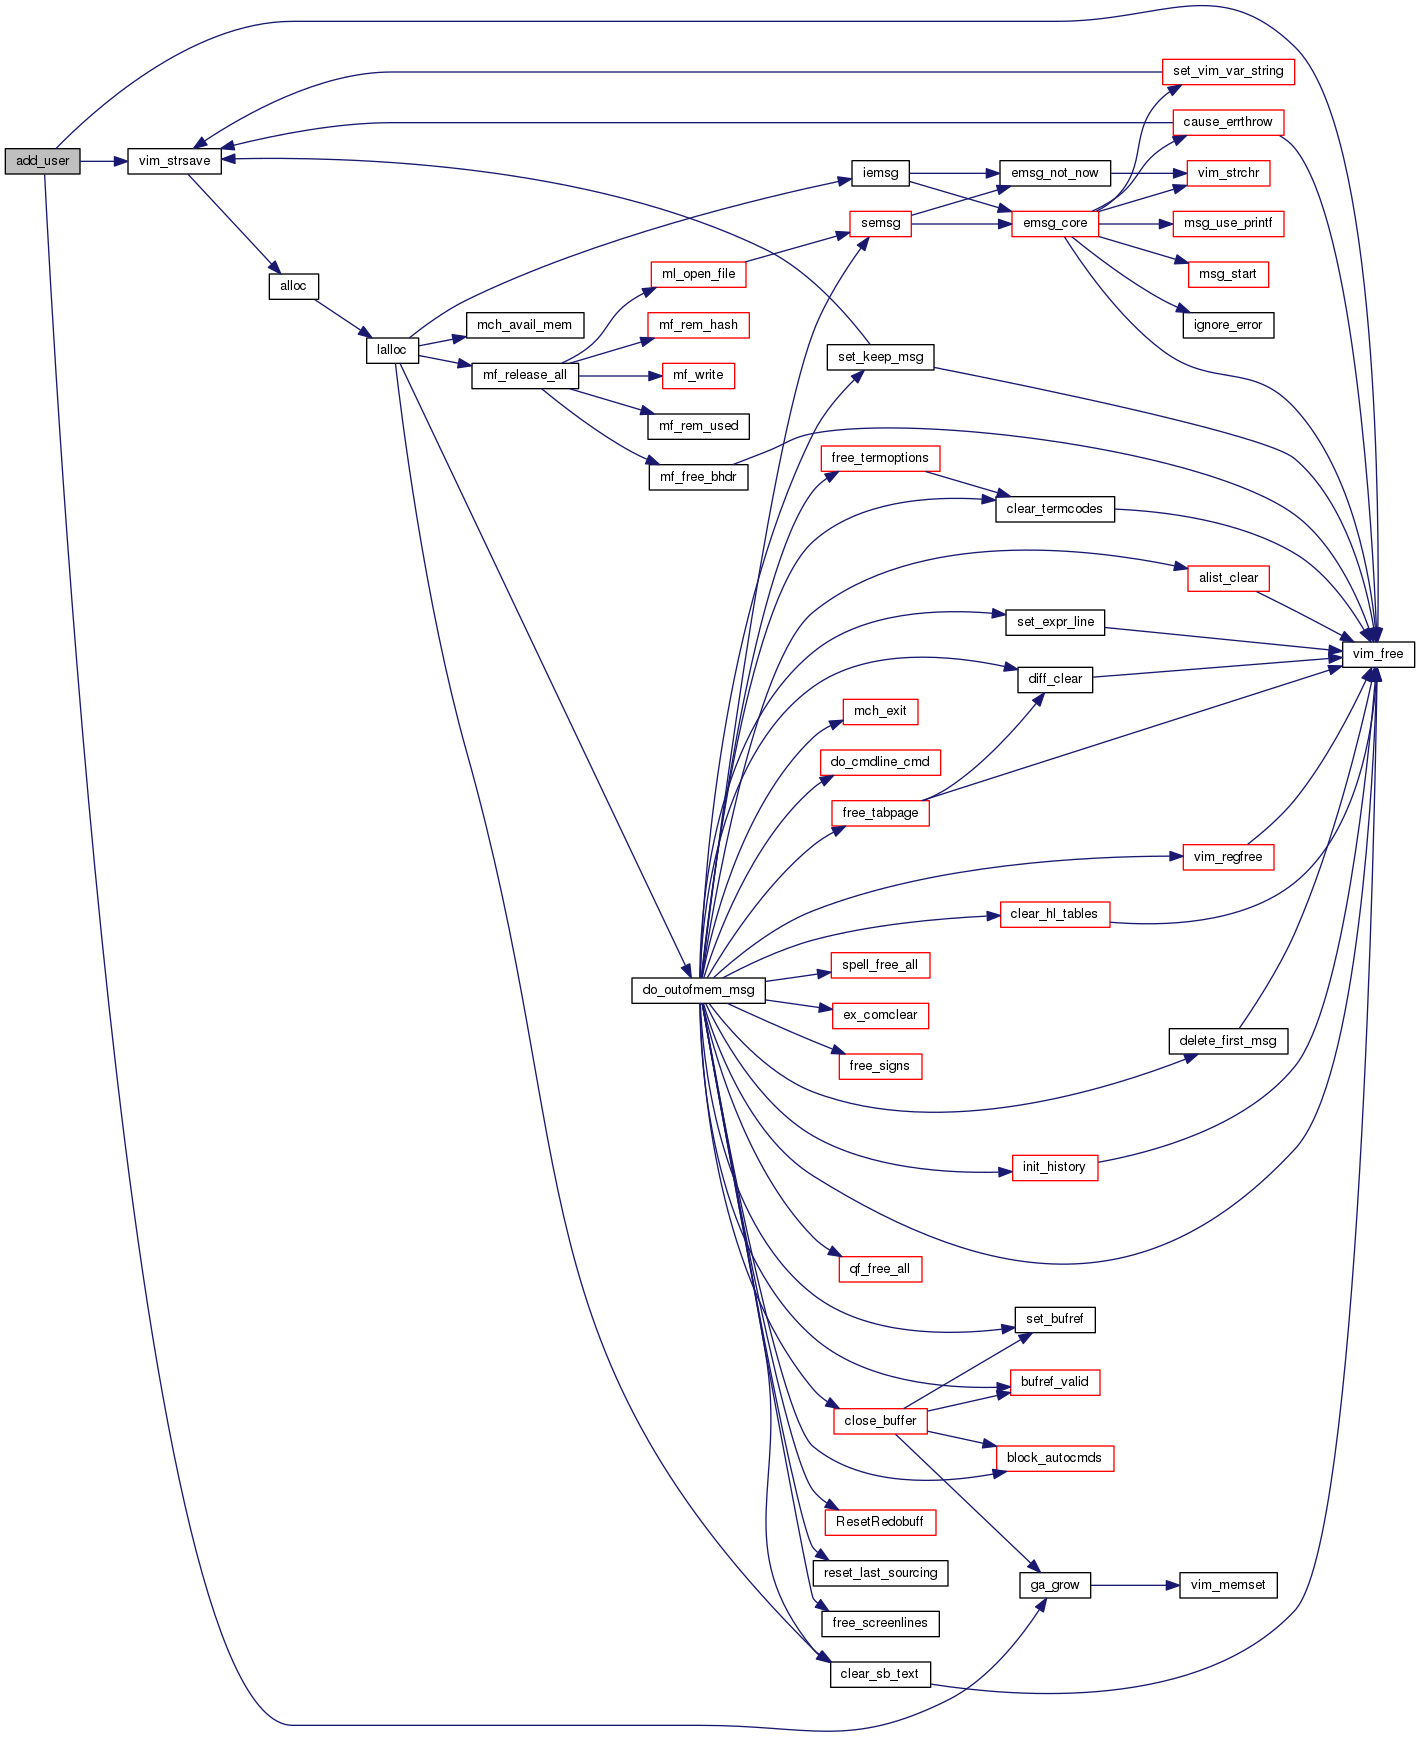 add_user
vim_strsave
alloc
lalloc
mch_avail_mem
mf_release_all
ml_open_file
mf_rem_hash
mf_write
mf_rem_used
mf_free_bhdr
do_outofmem_msg
iemsg
semsg
set_keep_msg
free_termoptions
mch_exit
do_cmdline_cmd
free_tabpage
spell_free_all
ex_comclear
free_signs
qf_free_all
close_buffer
ResetRedobuff
reset_last_sourcing
free_screenlines
clear_sb_text
emsg_not_now
emsg_core
clear_termcodes
set_expr_line
diff_clear
clear_hl_tables
init_history
set_bufref
bufref_valid
block_autocmds
ga_grow
set_vim_var_string
cause_errthrow
vim_strchr
msg_use_printf
msg_start
ignore_error
alist_clear
vim_regfree
delete_first_msg
vim_memset
vim_free